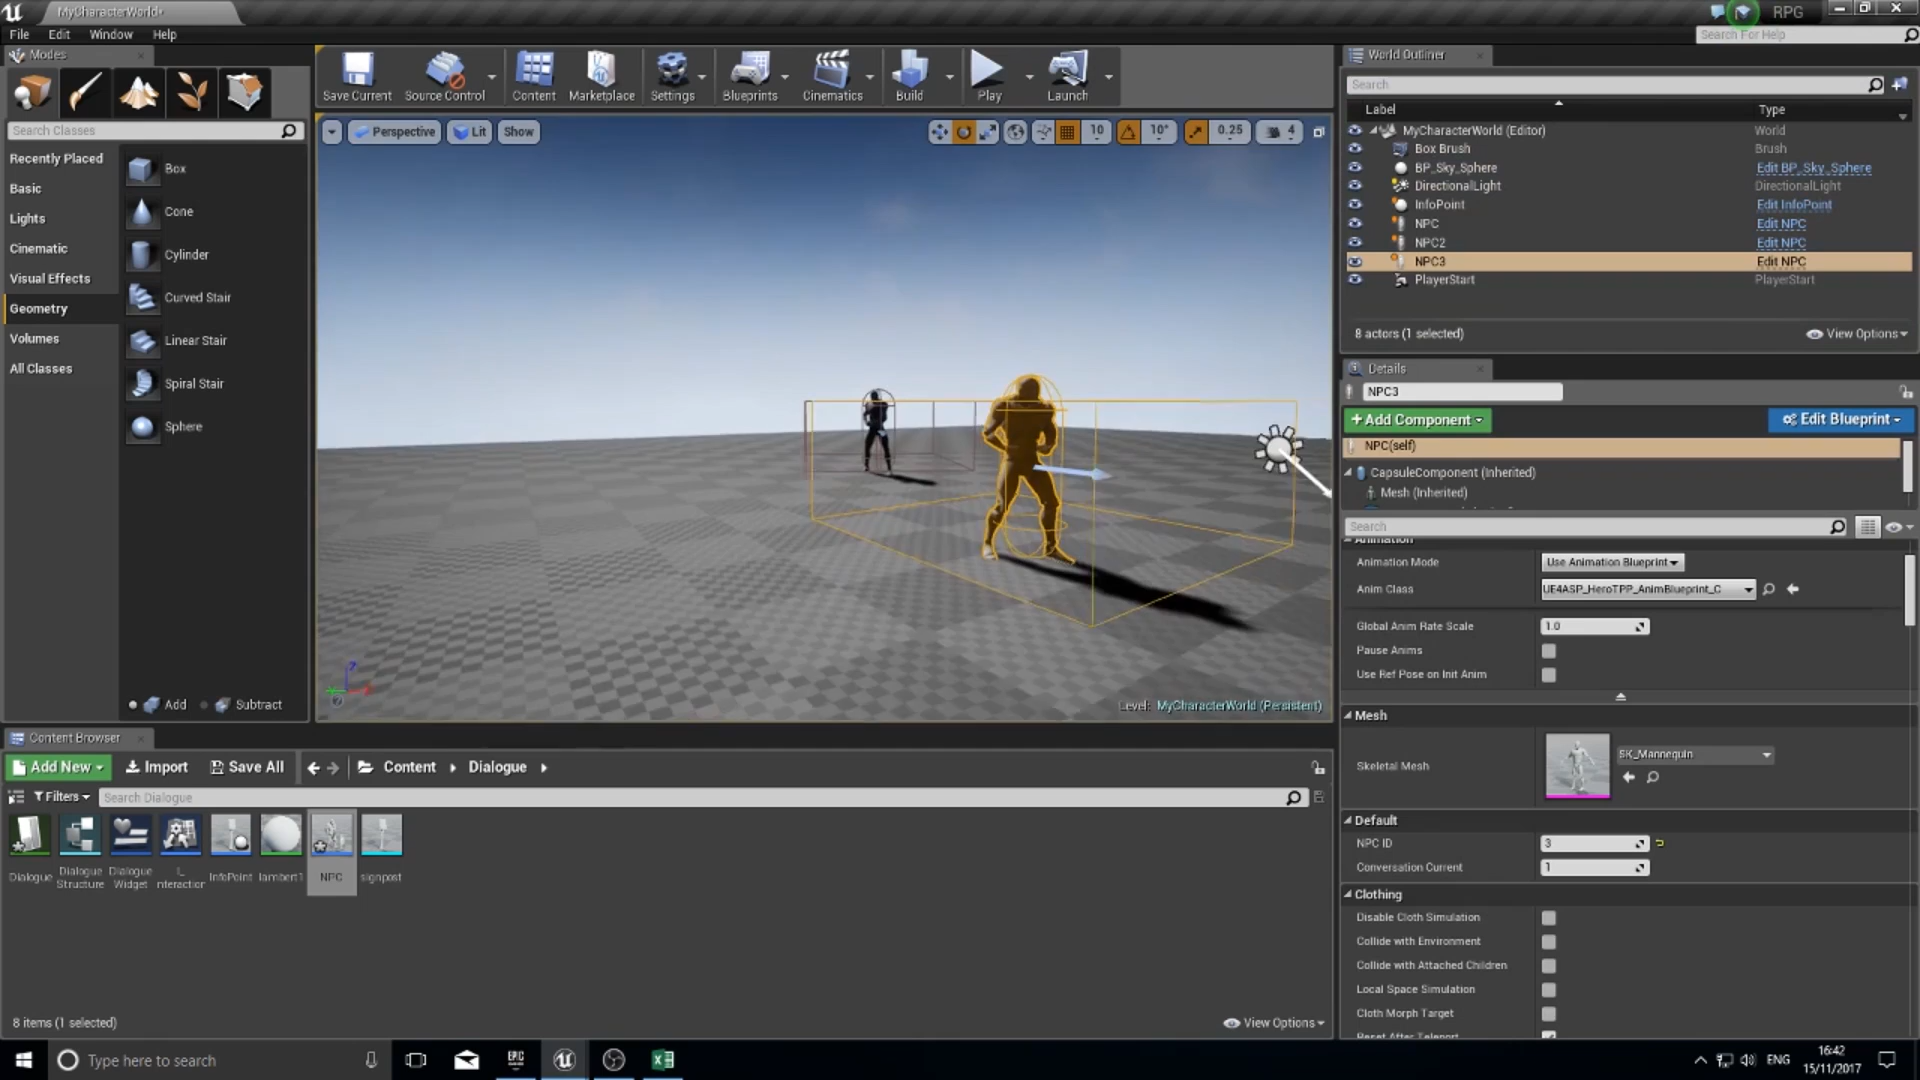 MyCharacterWorld•
RPG
File Edit Window Help
Search For Help
Modes
Search Classes
Recently Placed
Basic
Lights
Cinematic
Visual Effects
Geometry
Volumes
All Classes
Box
Cone
Cylinder
Curved Stair
Linear Stair
Spiral Stair
Sphere
Add Subtract
Save Current Source Control Content Marketplace Settings Blueprints Cinematics Build Play Launch
Perspective Lit Show 10 10° 0.25 4
Level: MyCharacterWorld (Persistent)
World Outliner
Search
Label Type
MyCharacterWorld (Editor) World
Box Brush Brush
BP_Sky_Sphere Edit BP_Sky_Sphere
DirectionalLight DirectionalLight
InfoPoint Edit InfoPoint
NPC Edit NPC
NPC2 Edit NPC
NPC3 Edit NPC
PlayerStart PlayerStart
8 actors (1 selected) View Options
Details
NPC3
+Add Component Edit Blueprint
NPC(self)
CapsuleComponent (Inherited)
Mesh (Inherited)
Search
Animation
Animation Mode Use Animation Blueprint
Anim Class UE4ASP_HeroTPP_AnimBlueprint_C
Global Anim Rate Scale 1.0
Pause Anims
Use Ref Pose on Init Anim
Mesh
Skeletal Mesh SK_Mannequin
Default
NPC ID 3
Conversation Current 1
Clothing
Disable Cloth Simulation
Collide with Environment
Collide with Attached Children
Local Space Simulation
Cloth Morph Target
Reset After Teleport
Content Browser
Add New Import Save All Content Dialogue
Filters Search Dialogue
Dialogue
Dialogue Structure
Dialogue Widget
I_
nteraction
InfoPoint
lambert1
NPC
signpost
8 items (1 selected) View Options
Type here to search
EPIC
ENG
16:42
15/11/2017